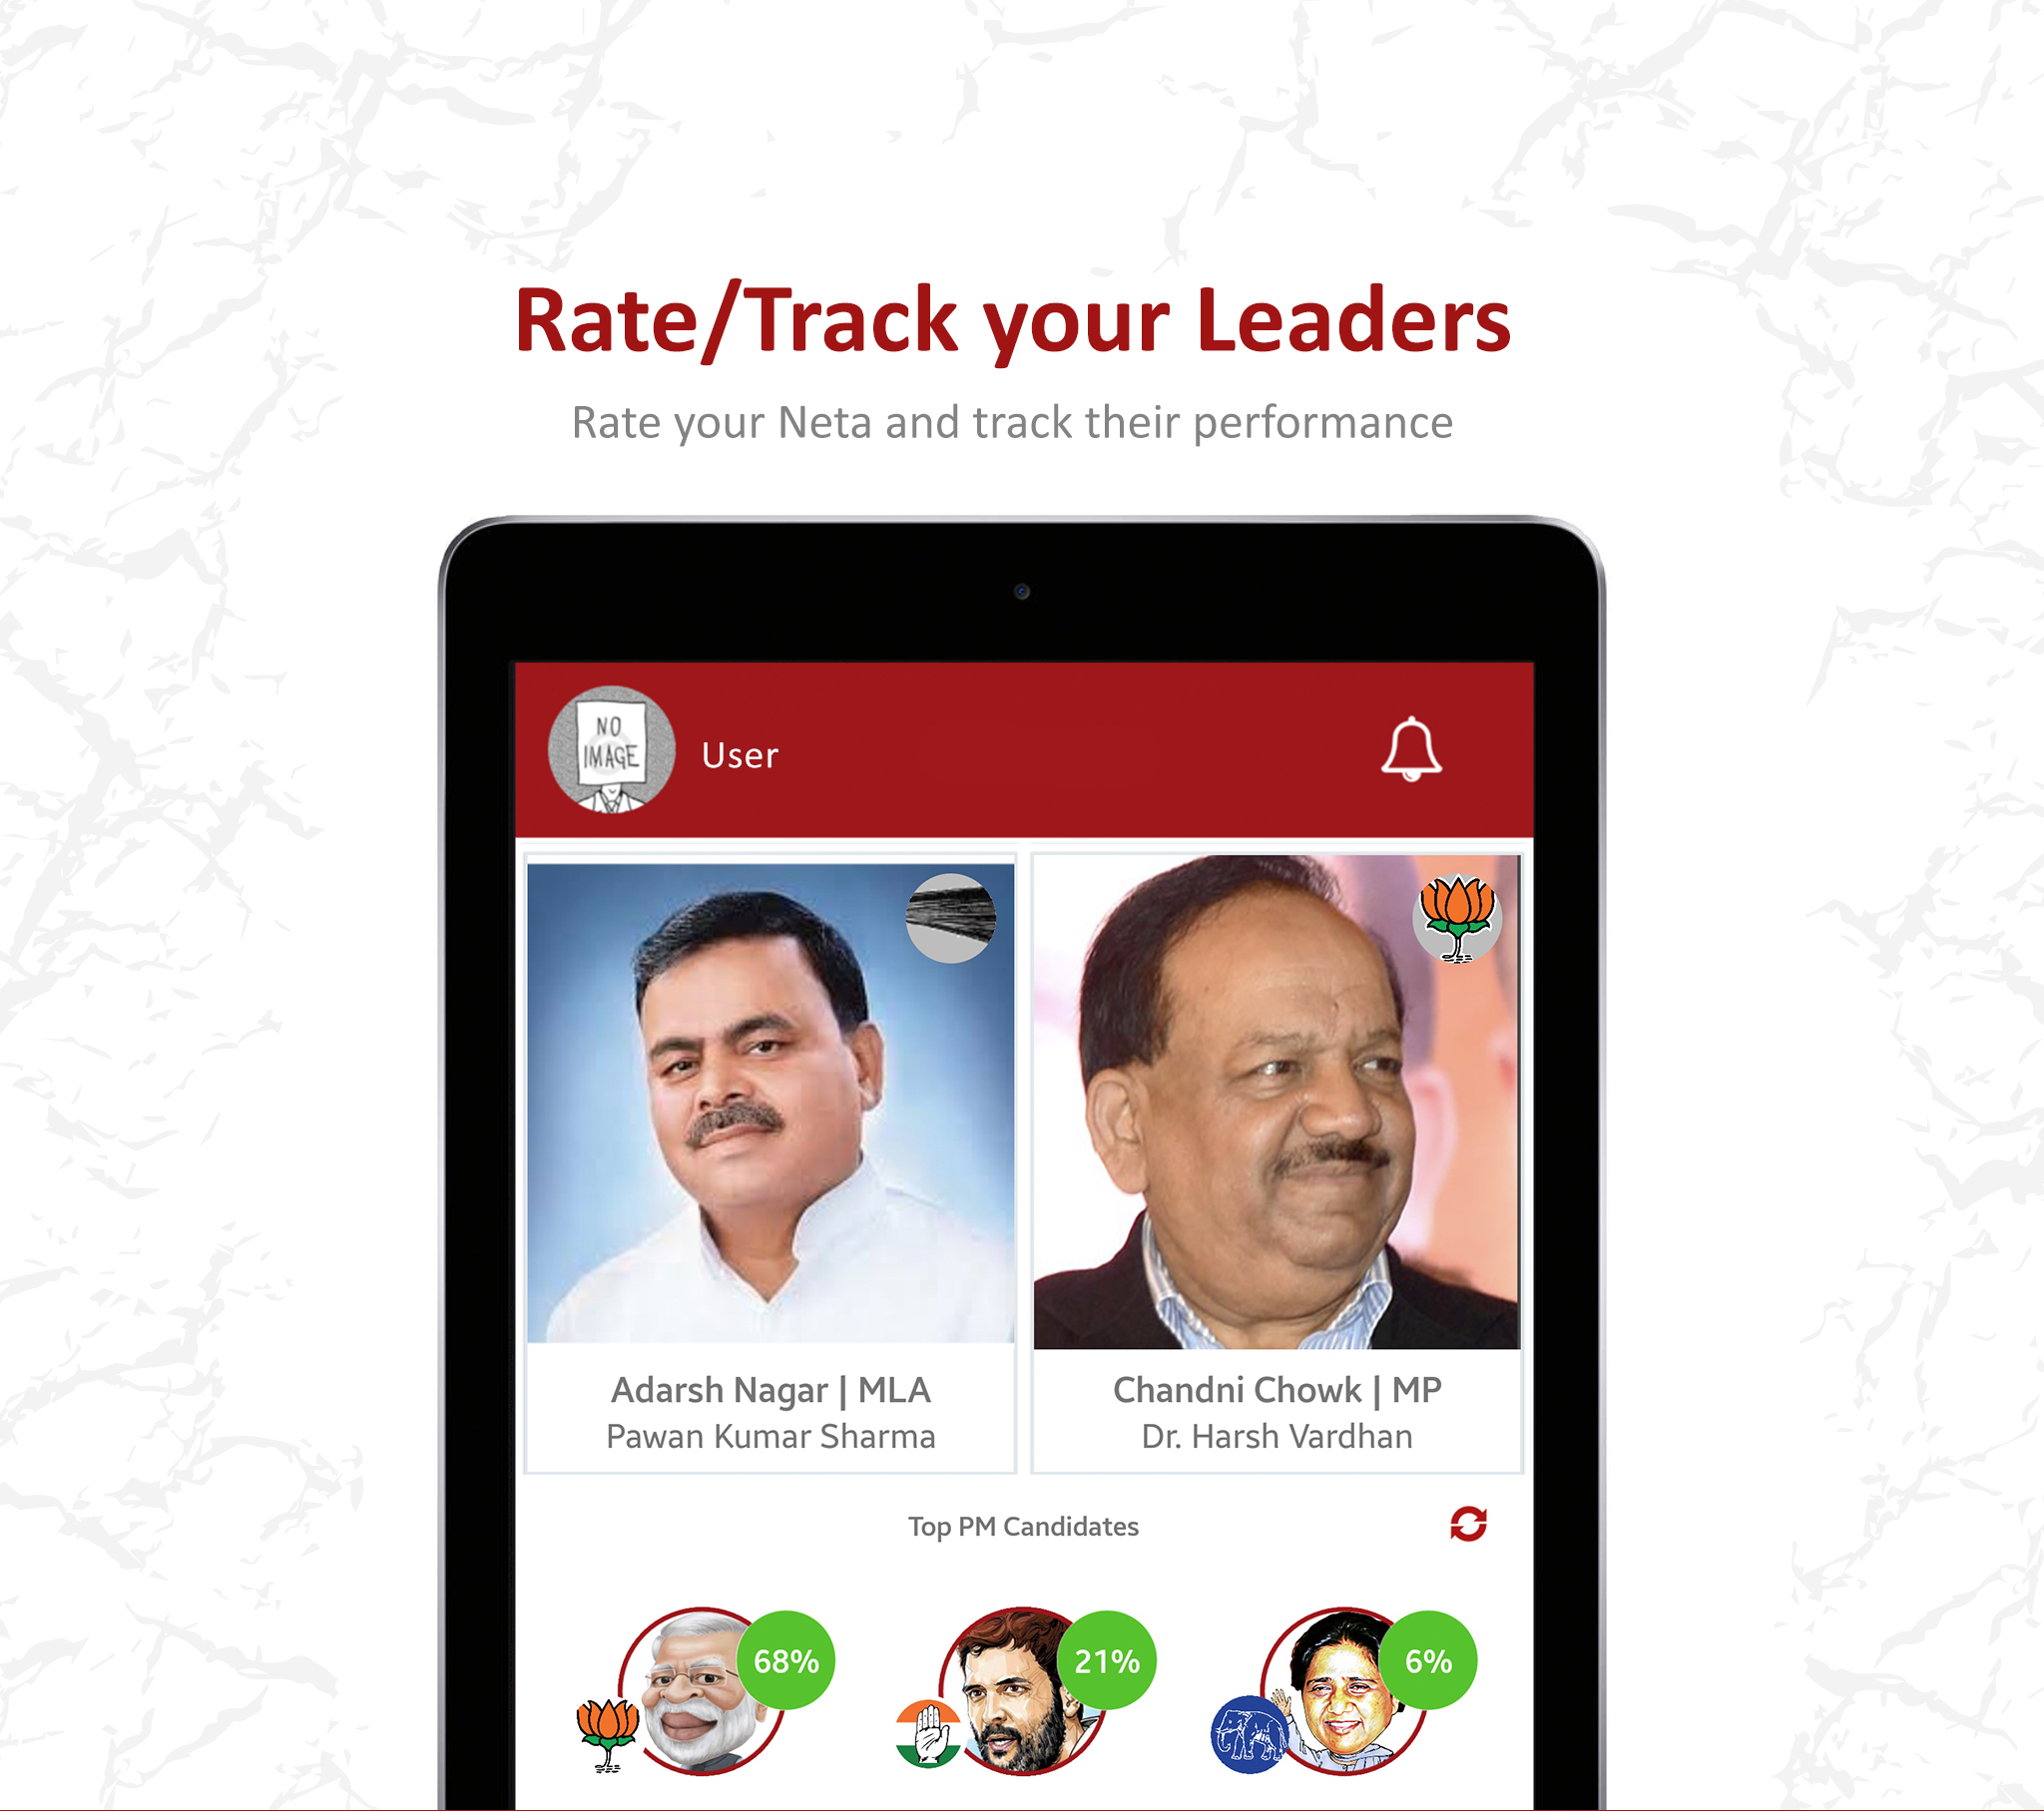 Rate/Track your Leaders
Rate your Neta and track their performance
NO
IMAGE
User
Adarsh Nagar | MLA
Pawan Kumar Sharma
Chandni Chowk | MP
Dr. Harsh Vardhan
Top PM Candidates
68%
21%
6%